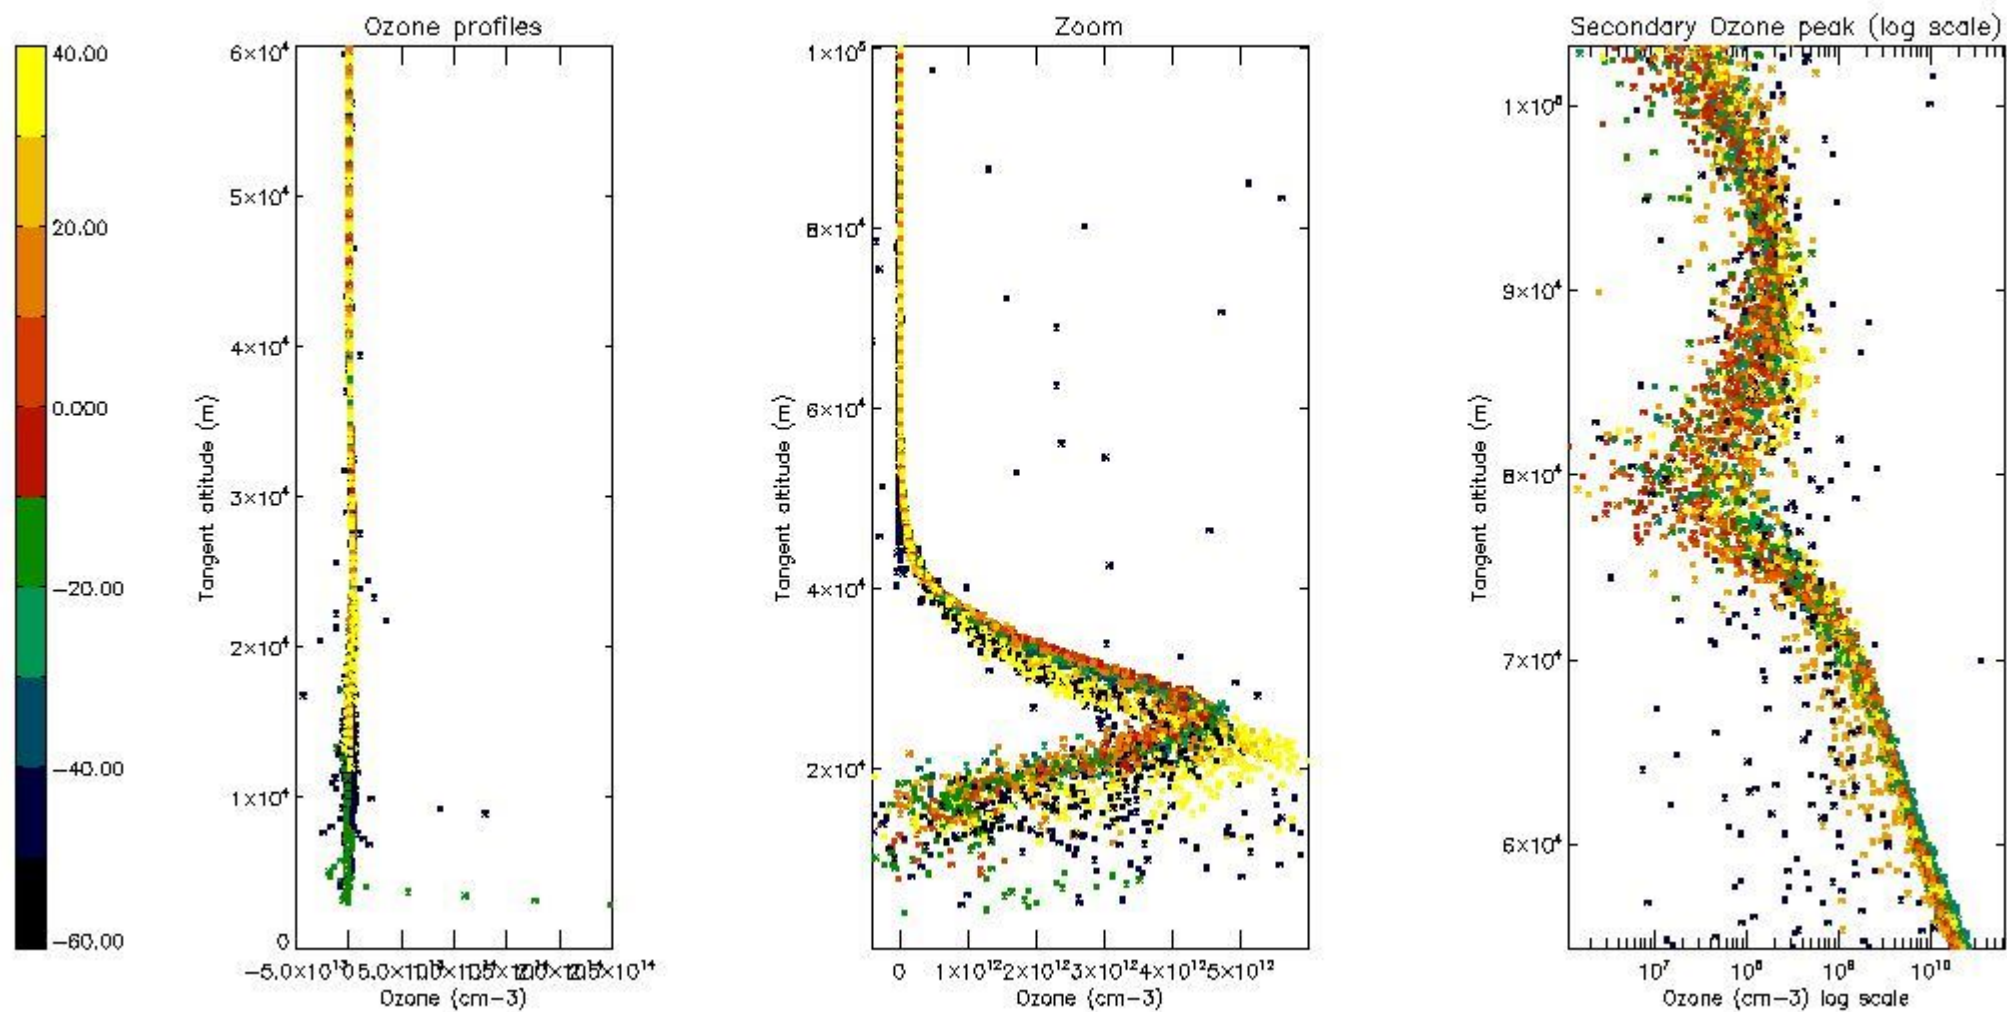 Ozone profiles
Zoom
Secondary Ozone peak (log scale)
40.00
20.00
0.000
−20.00
−40.00
−60.00
6×10⁴
5×10⁴
4×10⁴
3×10⁴
2×10⁴
1×10⁴
0
Tangent altitude (m)
−5.0×10¹³
Ozone (cm−3)
1×10⁵
8×10⁴
6×10⁴
4×10⁴
2×10⁴
Tangent altitude (m)
0 1×10¹² 2×10¹² 3×10¹² 4×10¹² 5×10¹²
Ozone (cm−3)
9×10⁴
8×10⁴
7×10⁴
6×10⁴
Tangent altitude (m)
10⁷ 10⁸ 10⁹ 10¹⁰
Ozone (cm−3) log scale